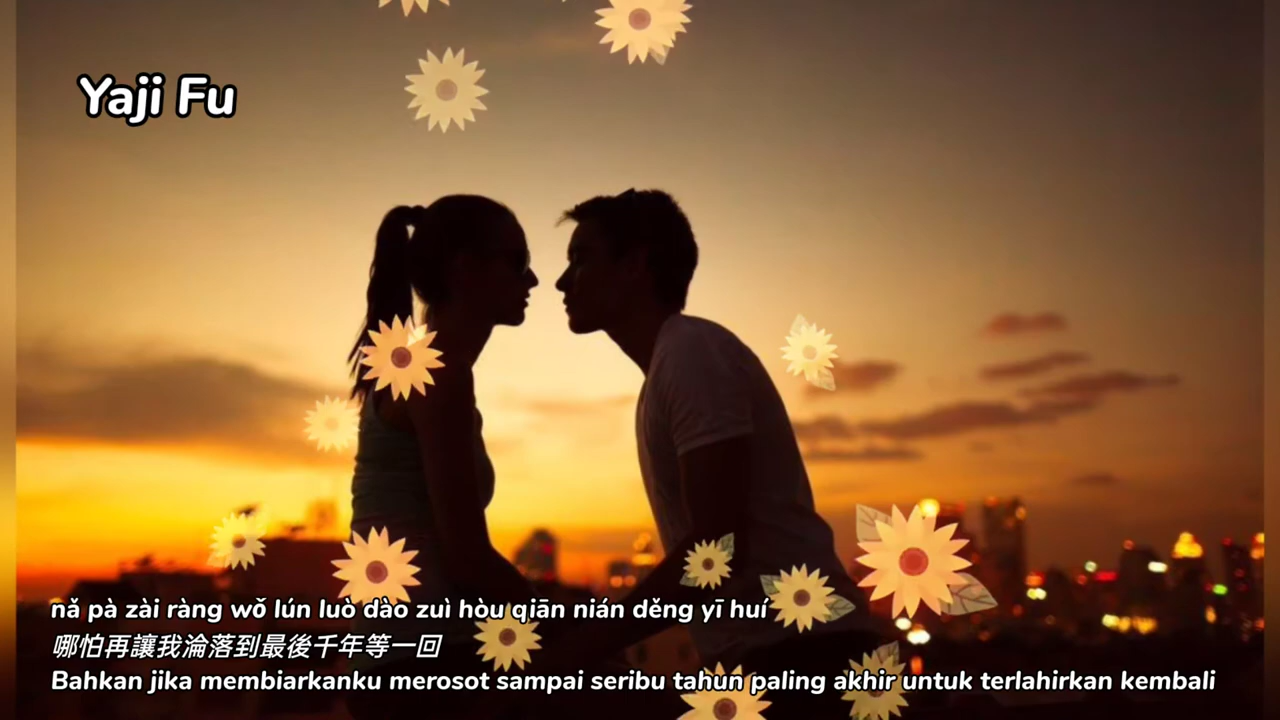 Yaji Fu
nǎ pà zài ràng wǒ lún luò dào zuì hòu qiān nián děng yī huí
哪怕再讓我淪落到最後千年等一回
Bahkan jika membiarkanku merosot sampai seribu tahun paling akhir untuk terlahirkan kembali